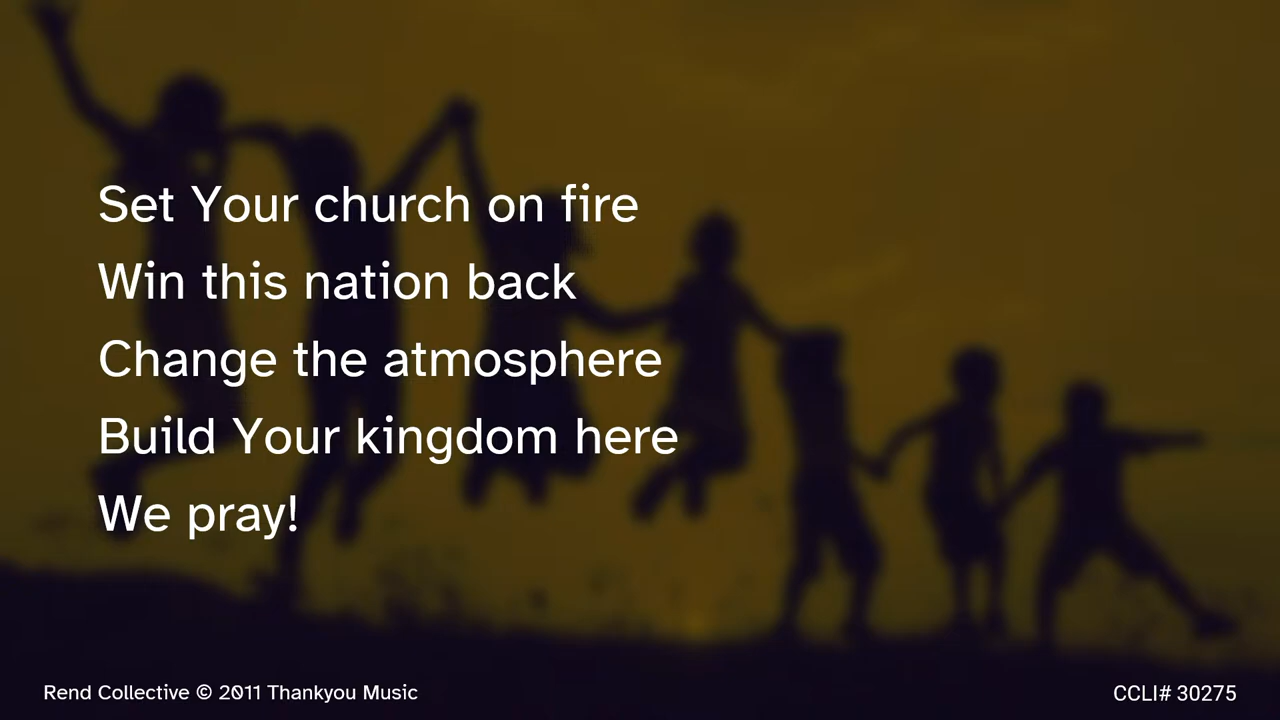 Set Your church on fire
Win this nation back
Change the atmosphere
Build Your kingdom here
We pray!
Rend Collective © 2011 Thankyou Music
CCLI# 30275